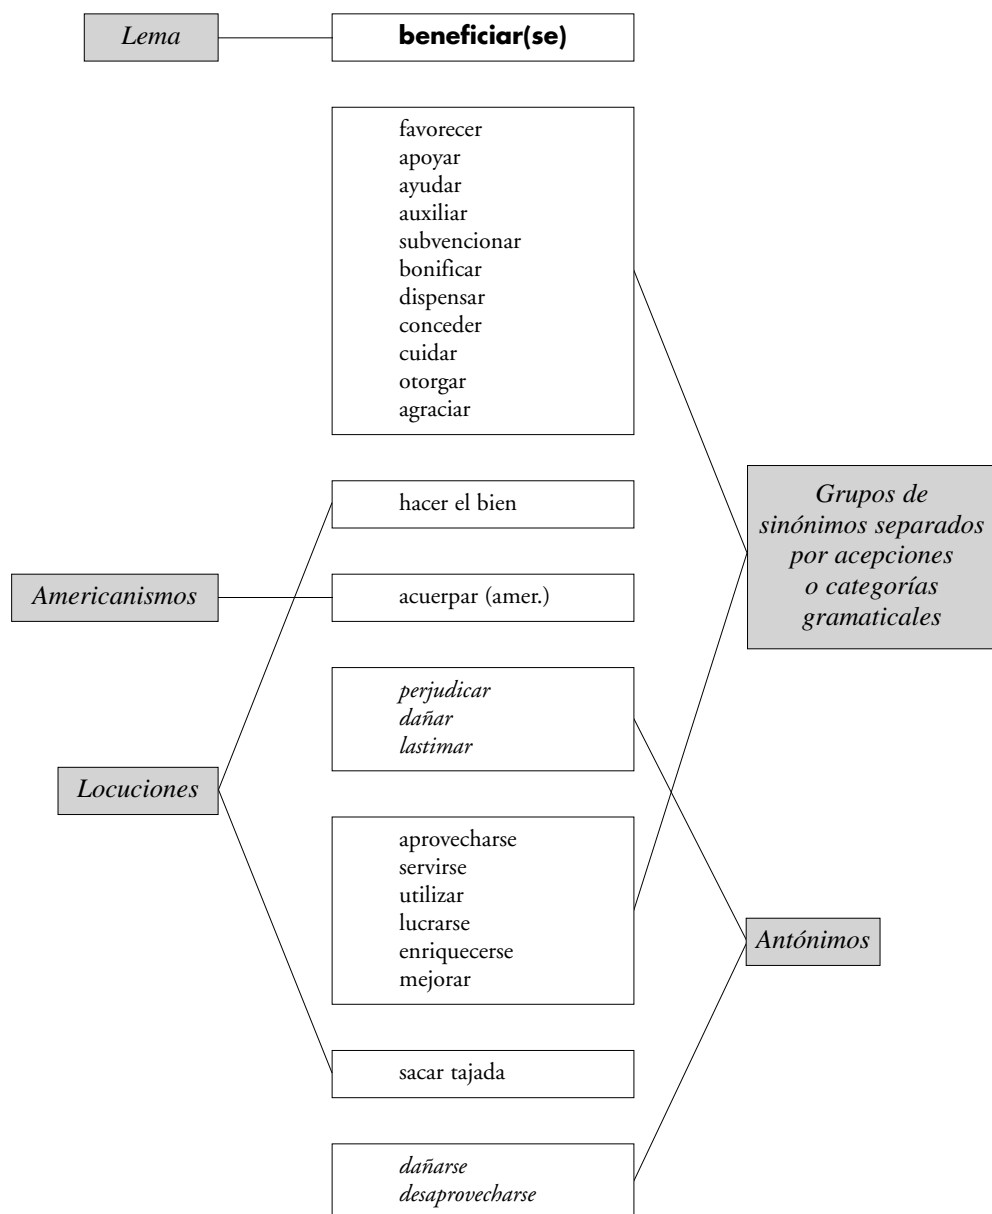 Lema
beneficiar(se)
favorecer
apoyar
ayudar
auxiliar
subvencionar
bonificar
dispensar
conceder
cuidar
otorgar
agraciar
hacer el bien
Grupos de
sinónimos separados
por acepciones
o categorías
gramaticales
Americanismos
acuerpar (amer.)
perjudicar
dañar
lastimar
Locuciones
aprovecharse
servirse
utilizar
lucrarse
enriquecerse
mejorar
Antónimos
sacar tajada
dañarse
desaprovecharse